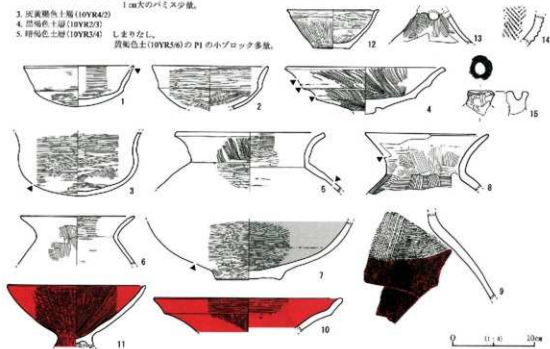 1cm大のパミス少量。
3. 灰黄褐色土層(10YR4/2)
4. 黒褐色土層(10YR2/3)
5. 暗褐色土層(10YR3/4) しまりなし。
黄褐色土(10YR5/6)のP1の小ブロック多量。
12
13
14
1
2
4
15
3
5
8
6
7
9
11
10
0 (1:4) 10cm